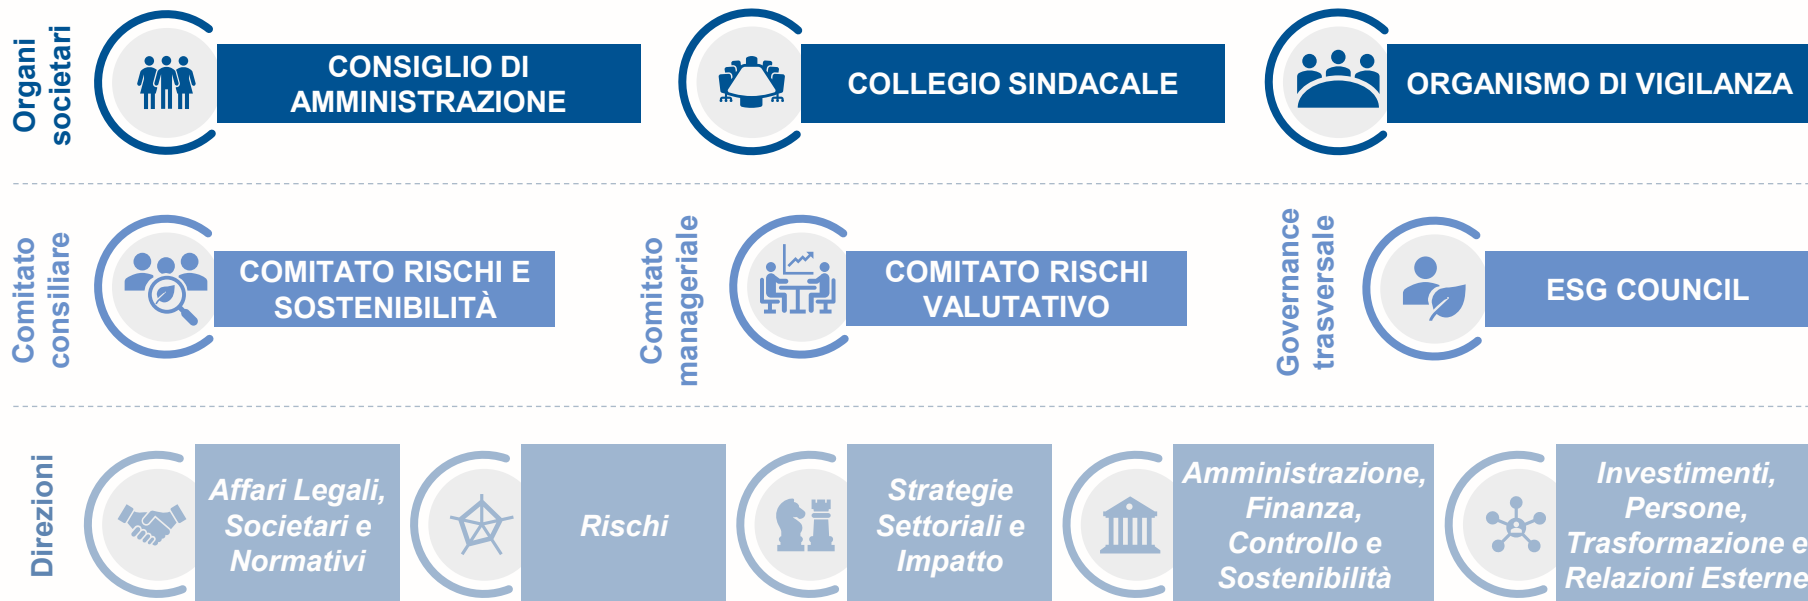 Organi
societari
CONSIGLIO DI
AMMINISTRAZIONE
COLLEGIO SINDACALE
ORGANISMO DI VIGILANZA
Comitato
consiliare
COMITATO RISCHI E
SOSTENIBILITÀ
Comitato
manageriale
COMITATO RISCHI
VALUTATIVO
Governance
trasversale
ESG COUNCIL
Direzioni
Affari Legali,
Societari e
Normativi
Rischi
Strategie
Settoriali e
Impatto
Amministrazione,
Finanza,
Controllo e
Sostenibilità
Investimenti,
Persone,
Trasformazione e
Relazioni Esterne